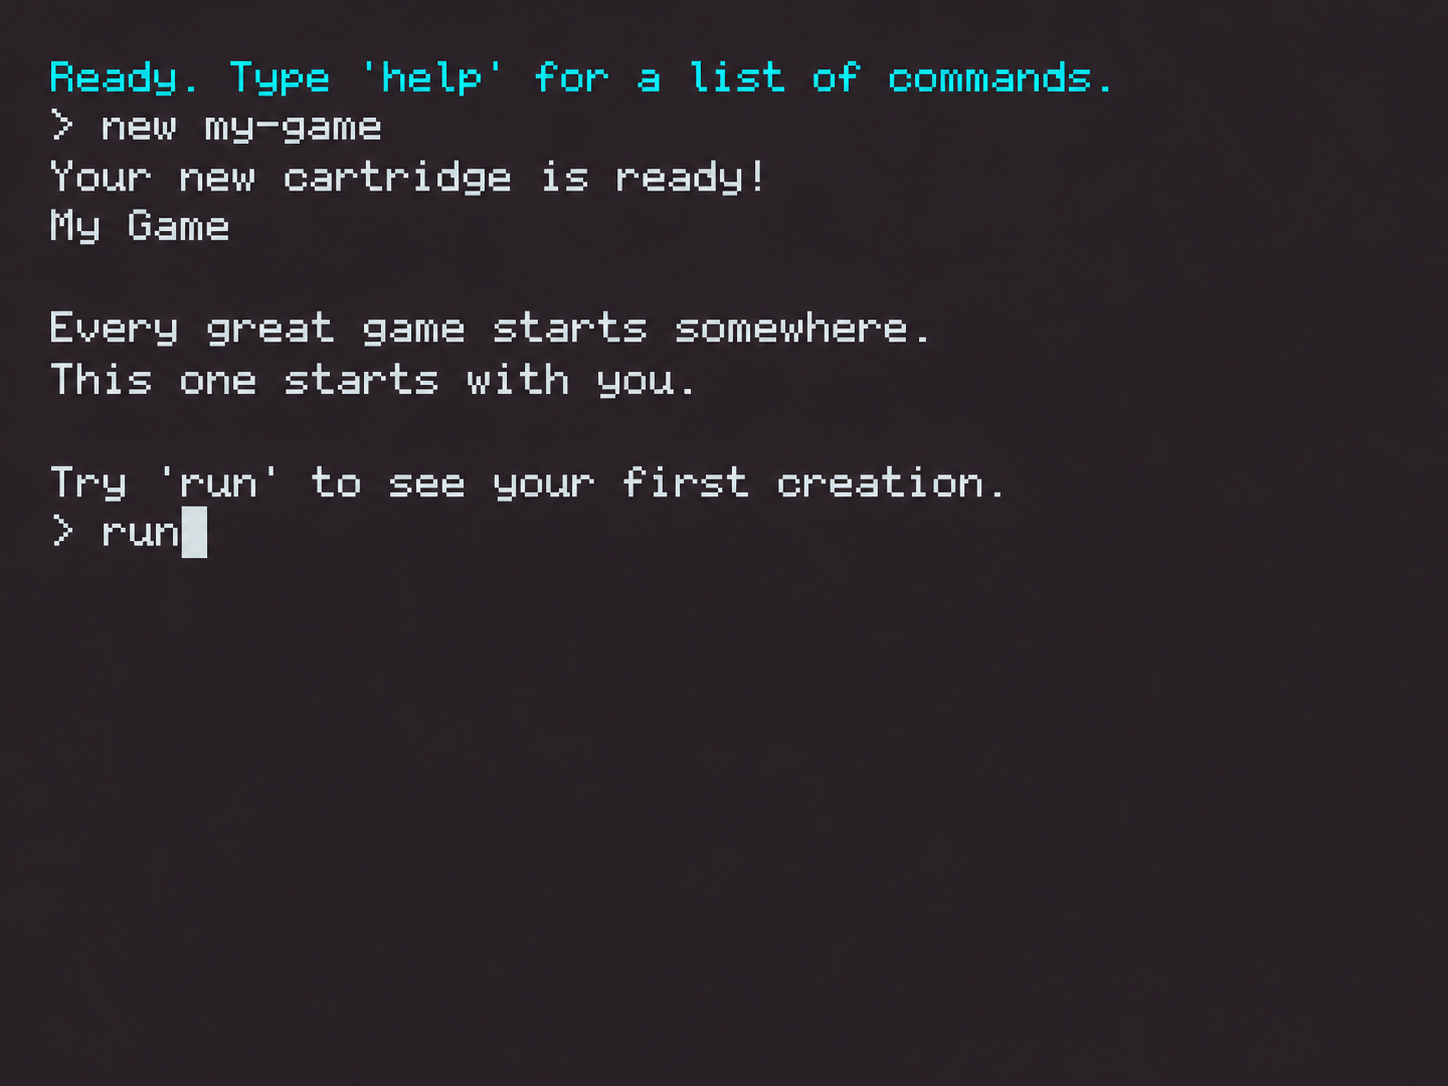 Ready. Type 'help' for a list of commands.
> new my-game
Your new cartridge is ready!
My Game
Every great game starts somewhere.
This one starts with you.
Try 'run' to see your first creation.
> run